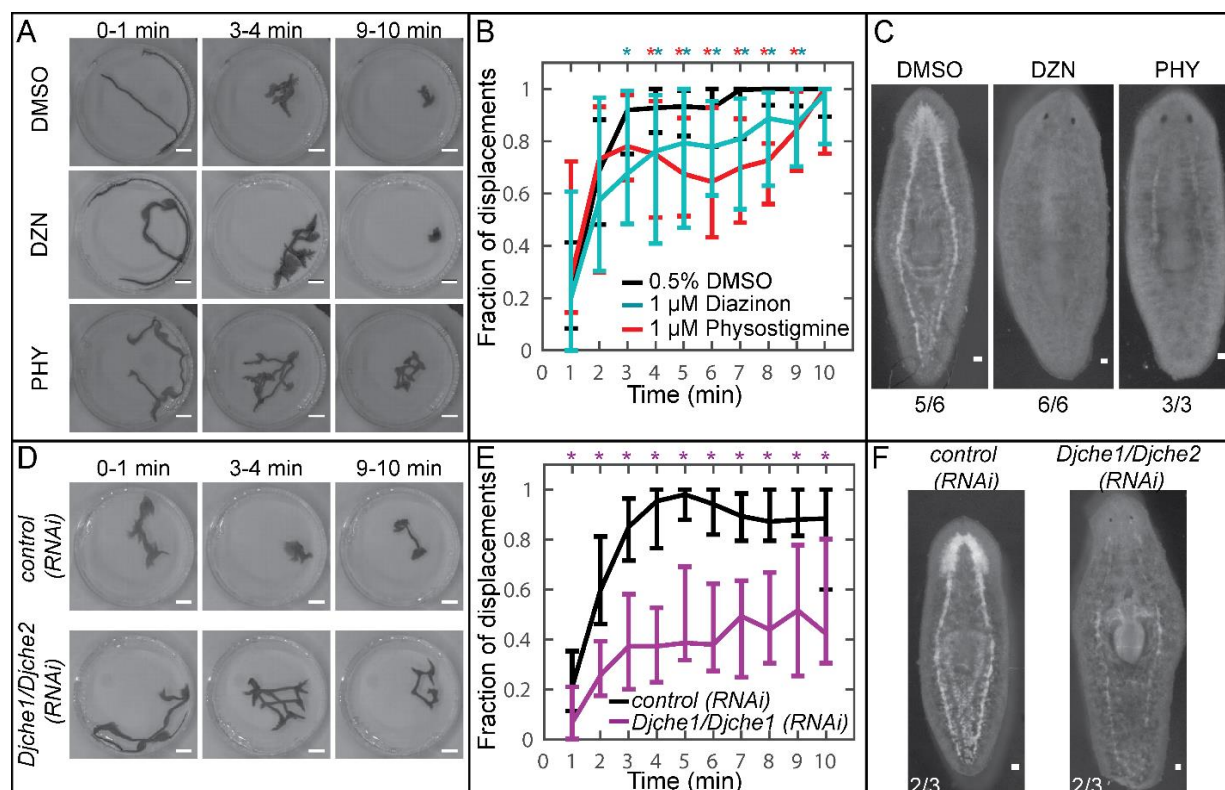 A
0-1 min 3-4 min 9-10 min
DMSO
DZN
PHY
B
* ** ** ** ** ** **
Fraction of displacements
1
0.8
0.6
0.4
0.2
0
0.5% DMSO
1 µM Diazinon
1 µM Physostigmine
0 1 2 3 4 5 6 7 8 9 10
Time (min)
C
DMSO DZN PHY
5/6 6/6 3/3
D
0-1 min 3-4 min 9-10 min
control
(RNAi)
Djche1/Djche2
(RNAi)
E
* * * * * * * * * *
Fraction of displacements
1
0.8
0.6
0.4
0.2
0
control (RNAi)
Djche1/Djche1 (RNAi)
0 1 2 3 4 5 6 7 8 9 10
Time (min)
F
control
(RNAi)
Djche1/Djche2
(RNAi)
2/3 2/3